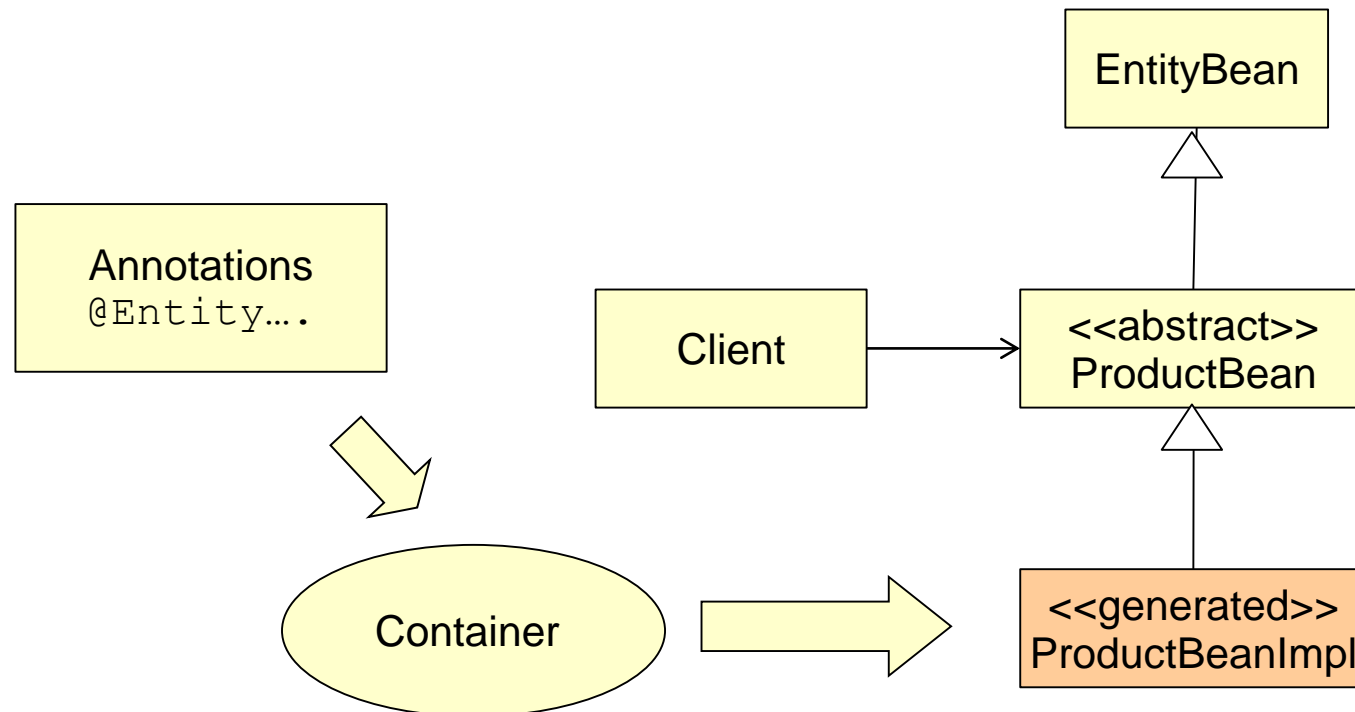 EntityBean
Annotations
@Entity….
Client
<<abstract>>
ProductBean
Container
<<generated>>
ProductBeanImpl